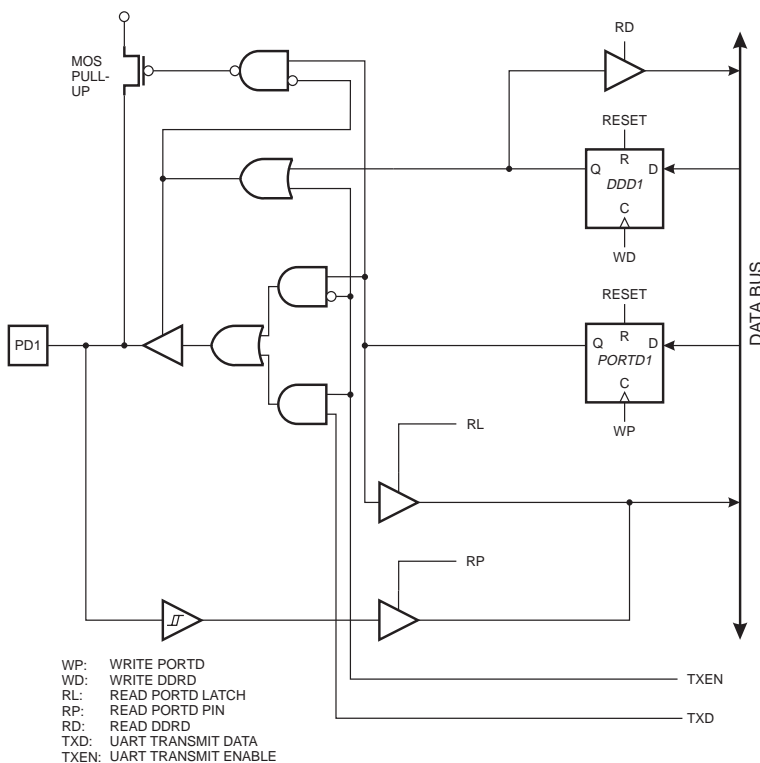 RD
MOS
PULL-
UP
RESET
R
Q
D
DDD1
C
WD
RESET
R
Q
D
PORTD1
C
WP
DATA BUS
PD1
RL
RP
TXEN
TXD
WP: WRITE PORTD
WD: WRITE DDRD
RL: READ PORTD LATCH
RP: READ PORTD PIN
RD: READ DDRD
TXD: UART TRANSMIT DATA
TXEN: UART TRANSMIT ENABLE